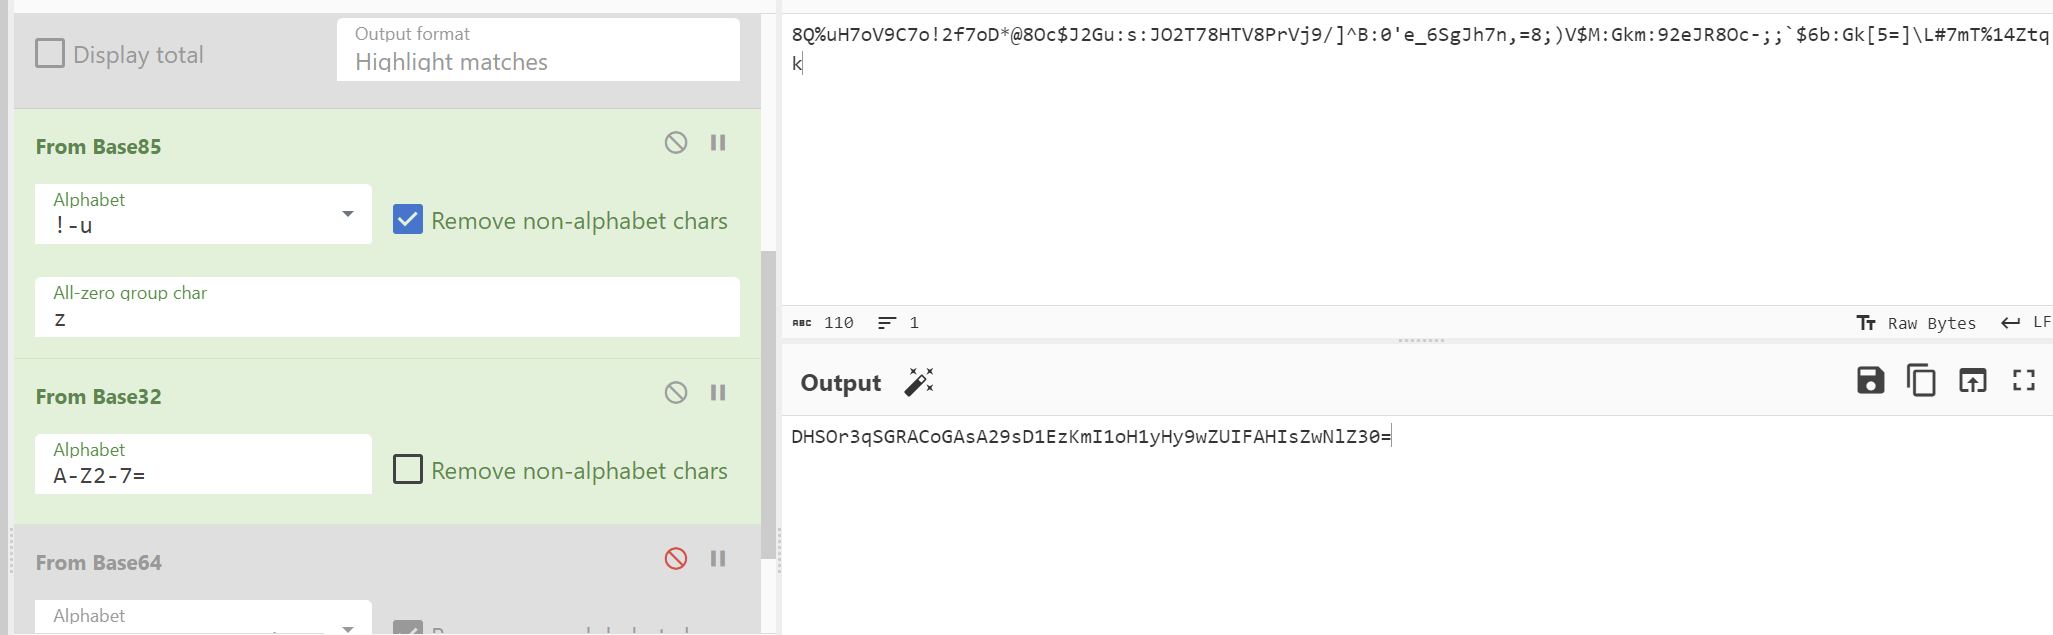 Display total
Output format
Highlight matches
From Base85
Alphabet
!-u
Remove non-alphabet chars
All-zero group char
z
From Base32
Alphabet
A-Z2-7=
Remove non-alphabet chars
From Base64
Alphabet
8Q%uH7oV9C7o!2f7oD*@8Oc$J2Gu:s:JO2T78HTV8PrVj9/]^B:0'e_6SgJh7n,=8;)V$M:Gkm:92eJR8Oc-;;`$6b:Gk[5=]\L#7mT%14Ztq
k
ABC 110 1
Tт Raw Bytes LF
Output
DHSOr3qSGRACoGAsA29sD1EzKmI1oH1yHy9wZUIFAHIsZwNlZ30=